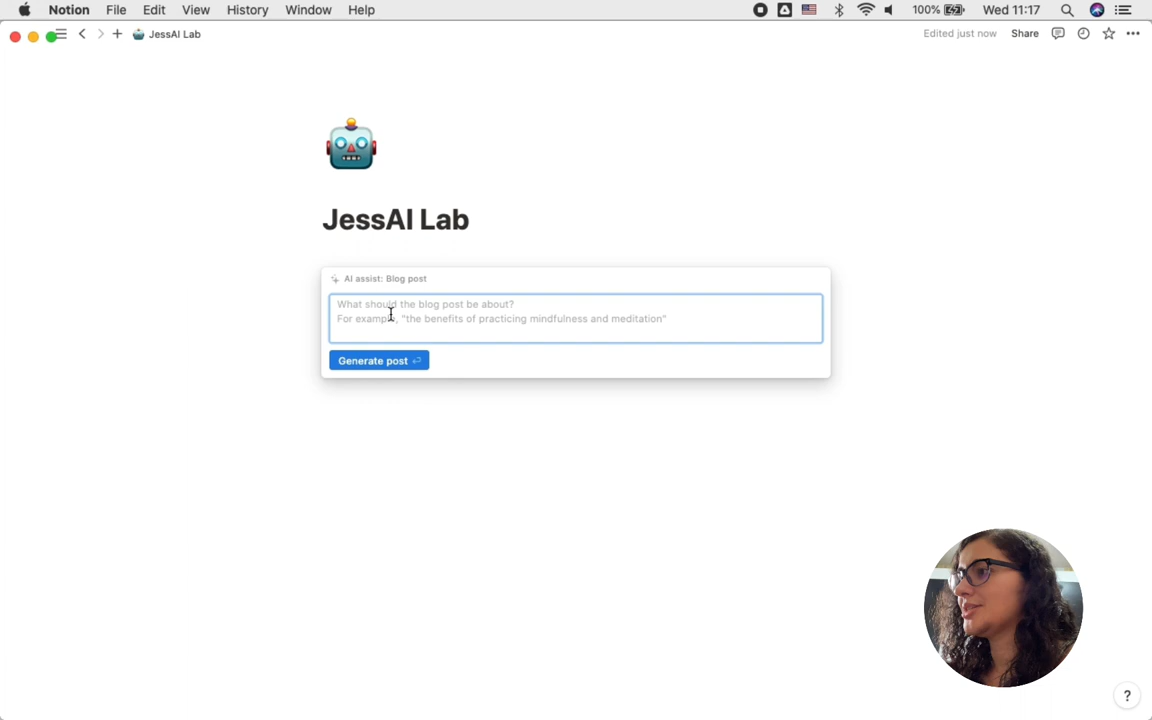 Notion File Edit View History Window Help 100% Wed 11:17
JessAI Lab Edited just now Share
JessAI Lab
AI assist: Blog post
What should the blog post be about?
For example, "the benefits of practicing mindfulness and meditation"
Generate post
?